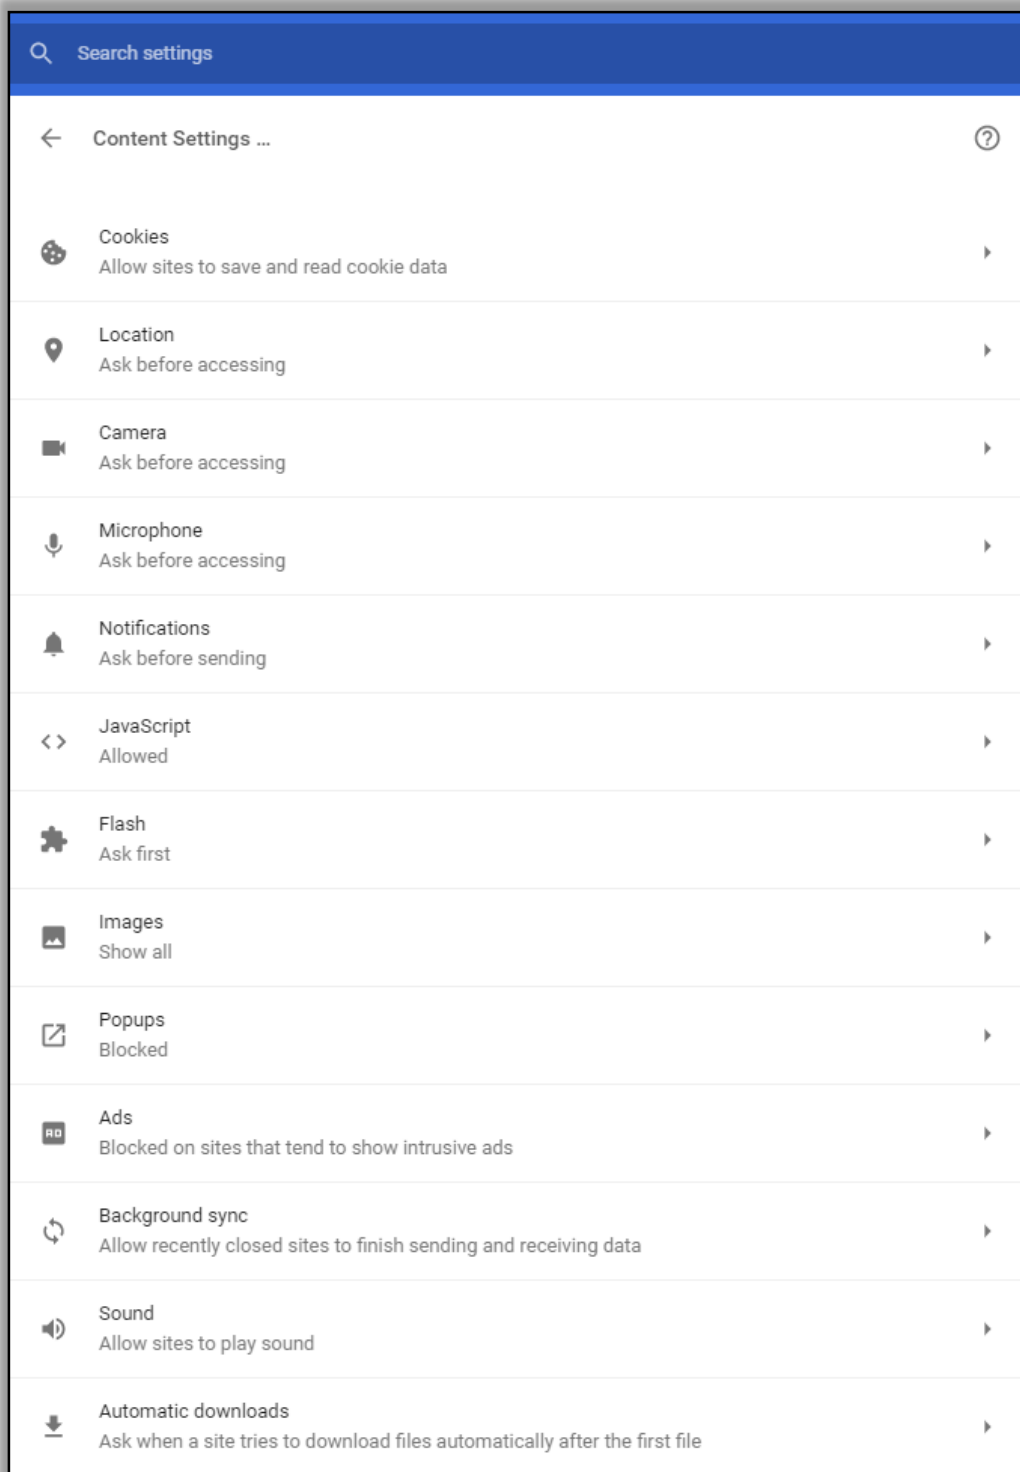 Search settings
Content Settings ...
Cookies
Allow sites to save and read cookie data
Location
Ask before accessing
Camera
Ask before accessing
Microphone
Ask before accessing
Notifications
Ask before sending
JavaScript
Allowed
Flash
Ask first
Images
Show all
Popups
Blocked
AD
Ads
Blocked on sites that tend to show intrusive ads
Background sync
Allow recently closed sites to finish sending and receiving data
Sound
Allow sites to play sound
Automatic downloads
Ask when a site tries to download files automatically after the first file